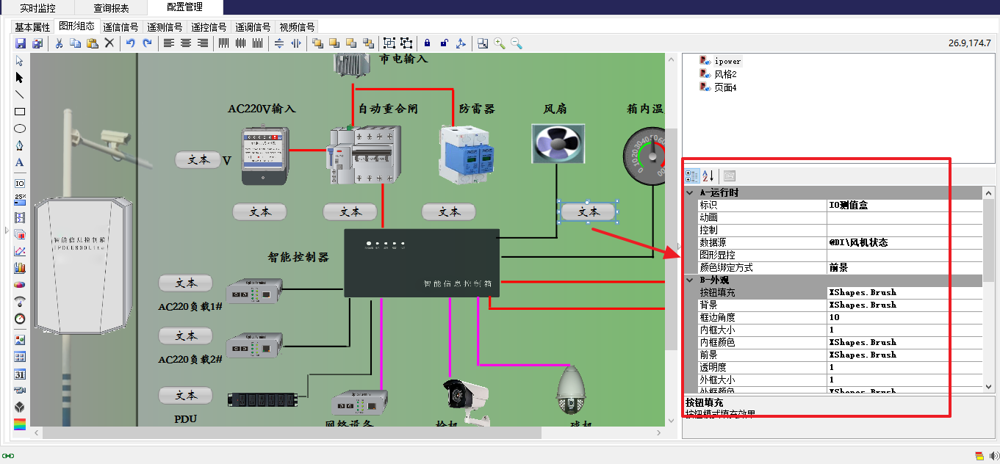 实时监控 查询报表 配置管理
基本属性 图形组态 遥信信号 遥测信号 遥控信号 遥调信号 视频信号
26.9,174.7
ipower
风格2
页面4
市电输入
AC220V输入 自动重合闸 防雷器 风扇 箱内温
文本 V
文本 文本 文本 文本
智能信息控制箱
IPDCU800Lite
智能控制器
智能信息控制箱
文本
AC220负载1#
文本
AC220负载2#
文本
PDU
网络设备 枪机 球机
IO
25%
31
A-运行时
标识 IO测值盒
动画
控制
数据源 @DI\风机状态
图形显控
颜色绑定方式 前景
B-外观
按钮填充 XShapes.Brush
背景 XShapes.Brush
框边角度 10
内框大小 1
内框颜色 XShapes.Brush
前景 XShapes.Brush
透明度 1
外框大小 1
外框颜色 XShapes.Brush
按钮填充
按钮模式填充效果